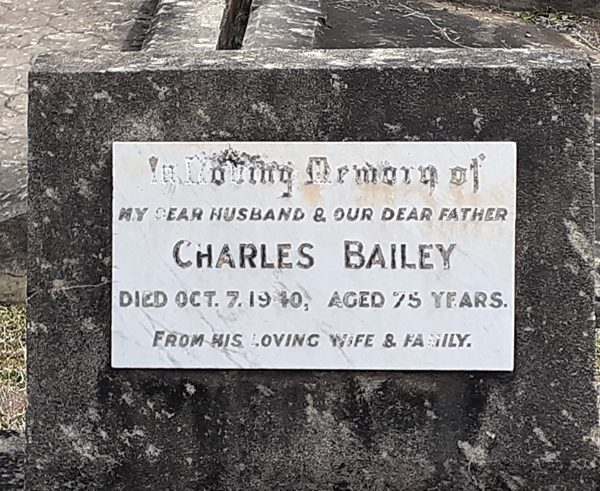 In Loving Memory of
MY DEAR HUSBAND & OUR DEAR FATHER
CHARLES BAILEY
DIED OCT. 7, 1940, AGED 75 YEARS.
FROM HIS LOVING WIFE & FAMILY.